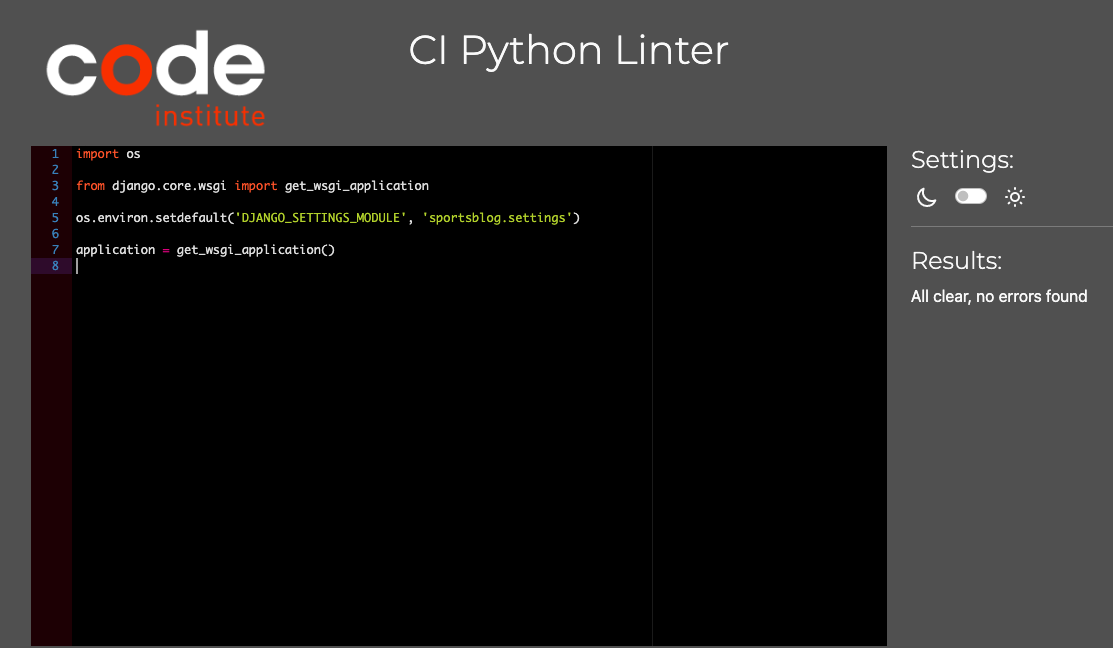 code
institute
CI Python Linter
1 import os
2
3 from django.core.wsgi import get_wsgi_application
4
5 os.environ.setdefault('DJANGO_SETTINGS_MODULE', 'sportsblog.settings')
6
7 application = get_wsgi_application()
8
Settings:
Results:
All clear, no errors found